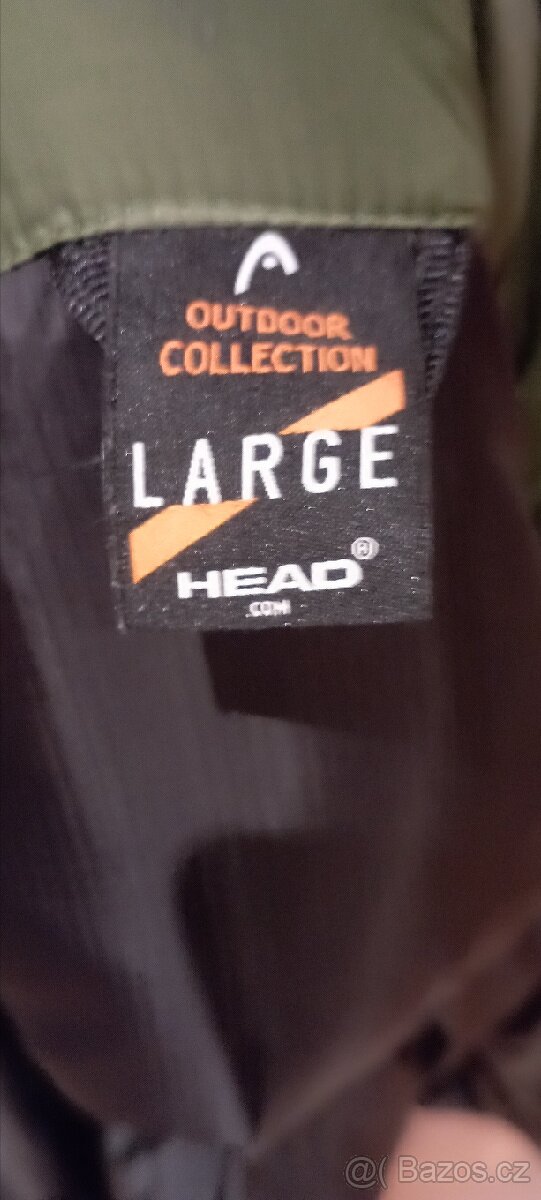 OUTDOOR
COLLECTION
LARGE
HEAD®
.COM
@( Bazos.cz